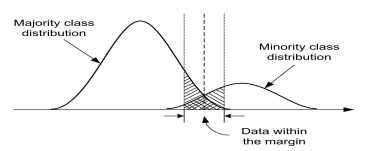 Majority class
distribution
Minority class
distribution
Data within
the margin